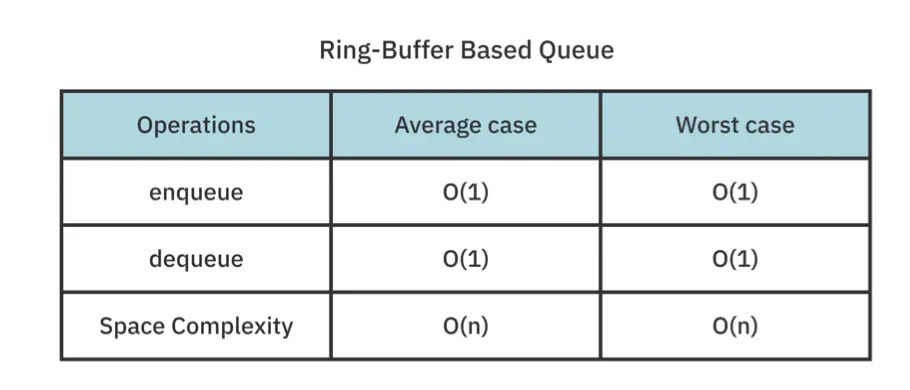 Ring-Buffer Based Queue
Operations Average case Worst case
enqueue O(1) O(1)
dequeue O(1) O(1)
Space Complexity O(n) O(n)